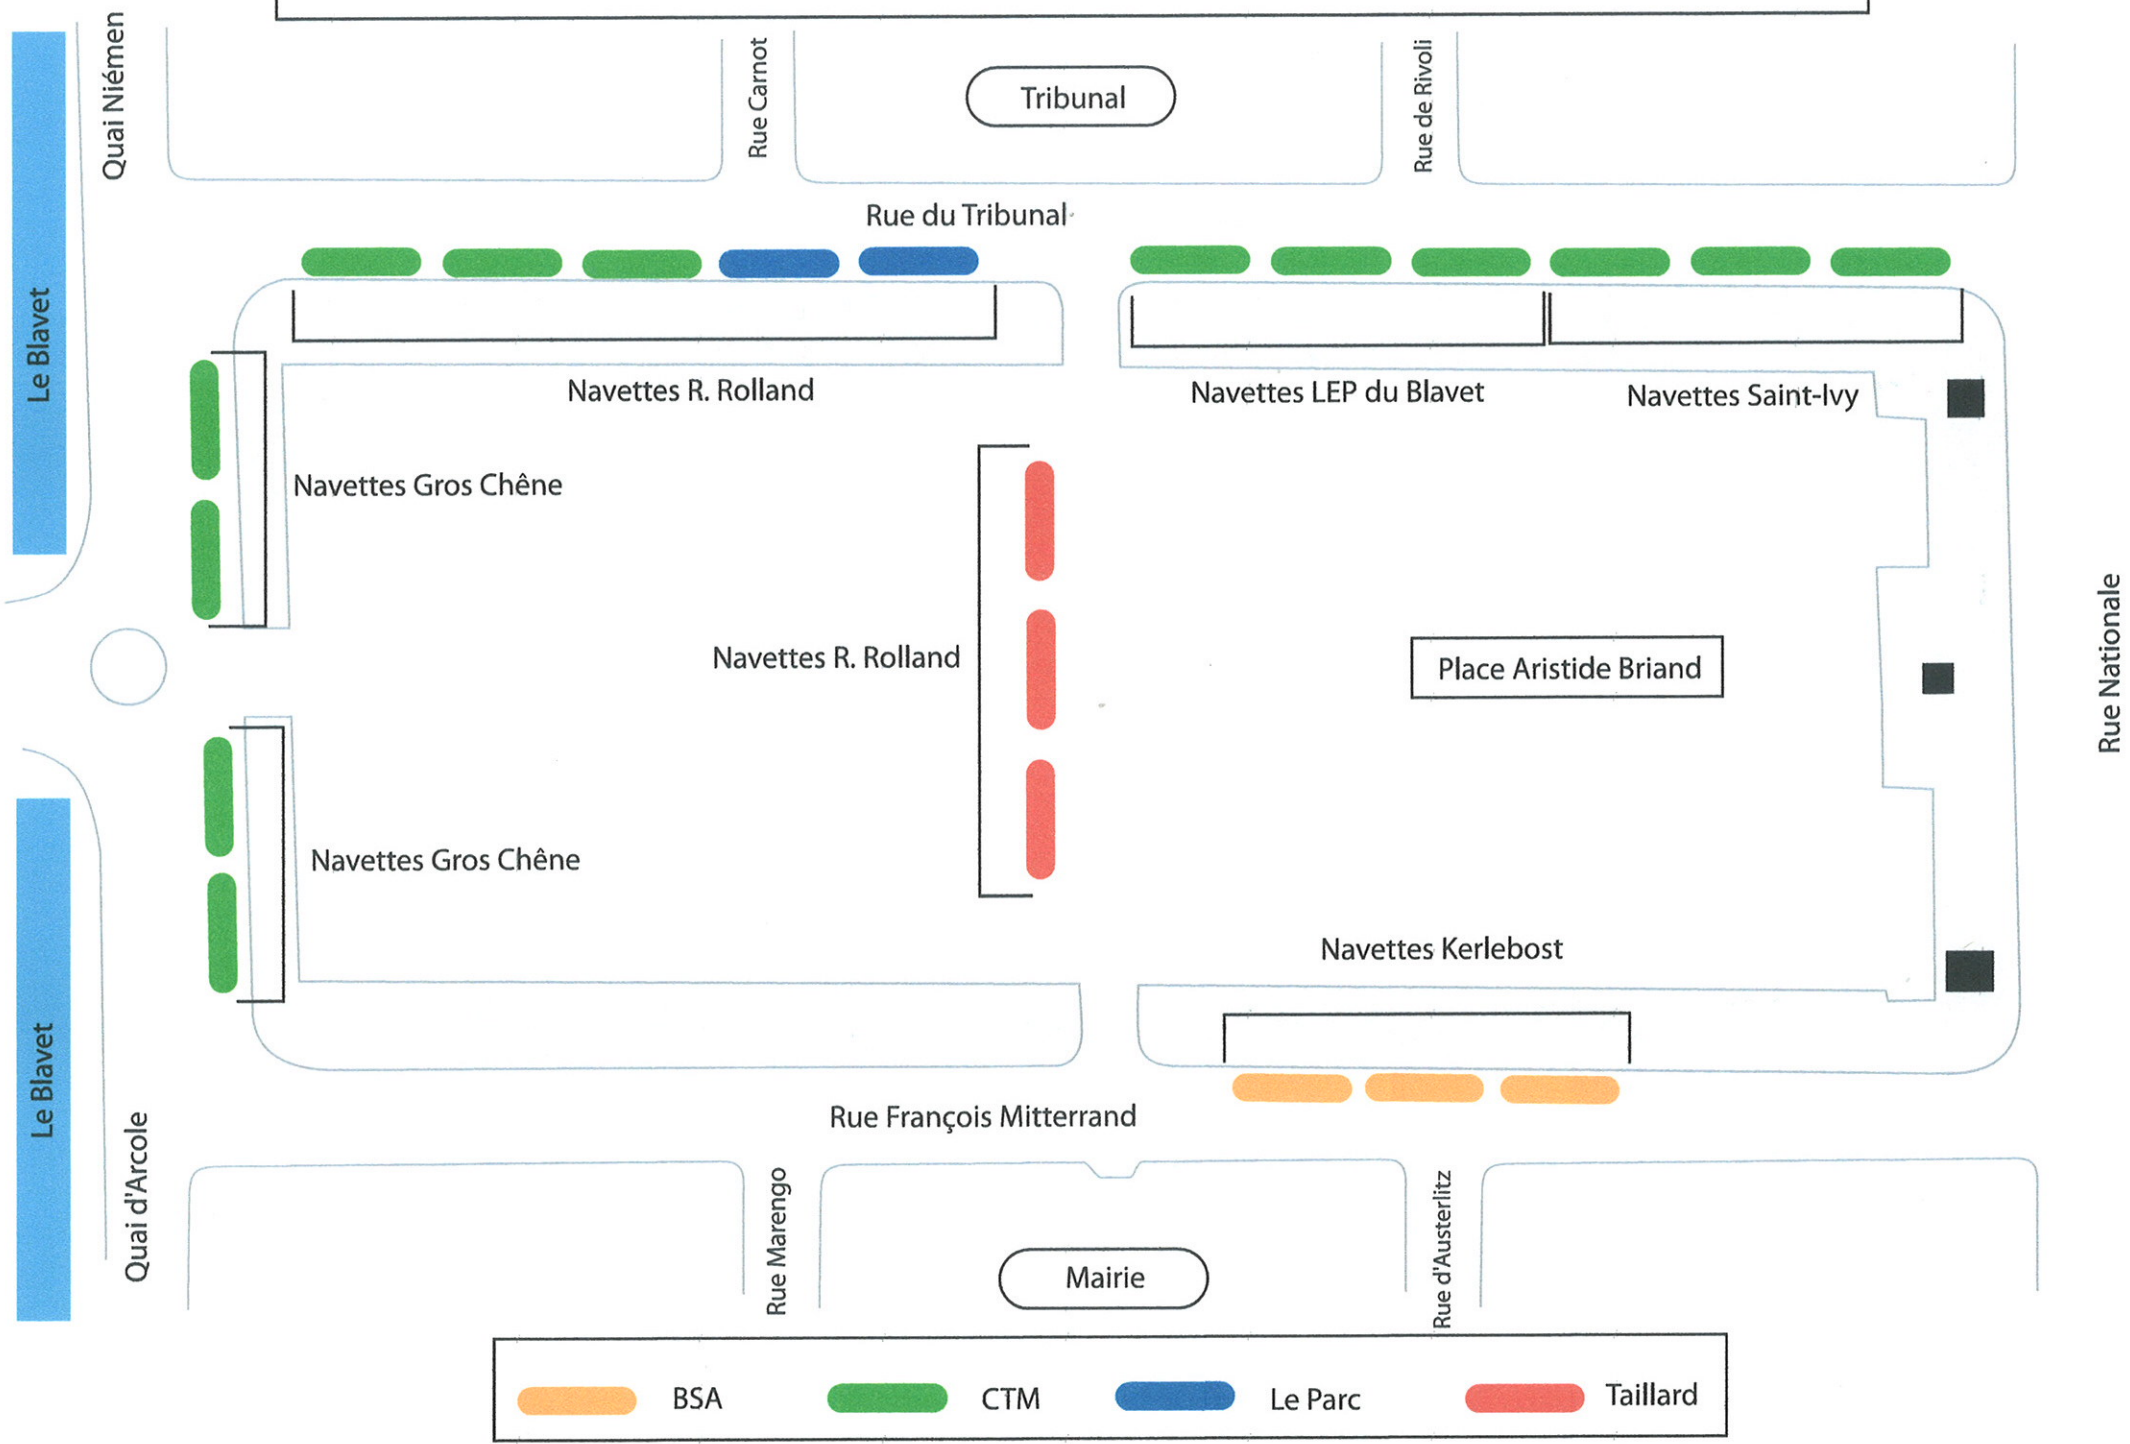 Quai Niémen
Rue Carnot
Tribunal
Rue de Rivoli
Rue du Tribunal
Le Blavet
Navettes R. Rolland
Navettes LEP du Blavet
Navettes Saint-Ivy
Navettes Gros Chêne
Navettes R. Rolland
Place Aristide Briand
Rue Nationale
Navettes Gros Chêne
Navettes Kerlebost
Le Blavet
Rue François Mitterrand
Quai d'Arcole
Rue Marengo
Mairie
Rue d'Austerlitz
BSA
CTM
Le Parc
Taillard